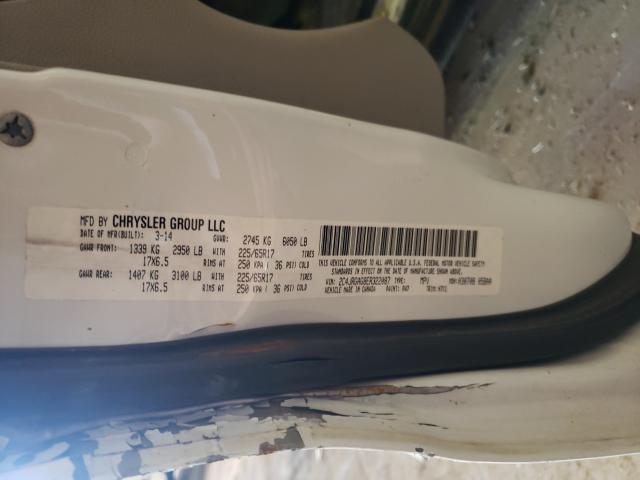 MFD BY CHRYSLER GROUP LLC
DATE OF MFR(BUILT): 3-14 GVWR: 2745 KG 6050 LB
GAWR FRONT: 1339 KG 2950 LB WITH 225/65R17 TIRES
17X6.5 RIMS AT 250 KPA ( 36 PSI) COLD
GAWR REAR: 1407 KG 3100 LB WITH 225/65R17 TIRES
17X6.5 RIMS AT 250 KPA ( 36 PSI) COLD
THIS VEHICLE CONFORMS TO ALL APPLICABLE U.S.A. FEDERAL MOTOR VEHICLE SAFETY
STANDARDS IN EFFECT ON THE DATE OF MANUFACTURE SHOWN ABOVE.
VIN: TYPE: MPV MDH:
VEHICLE MADE IN CANADA PAINT: TRIM: